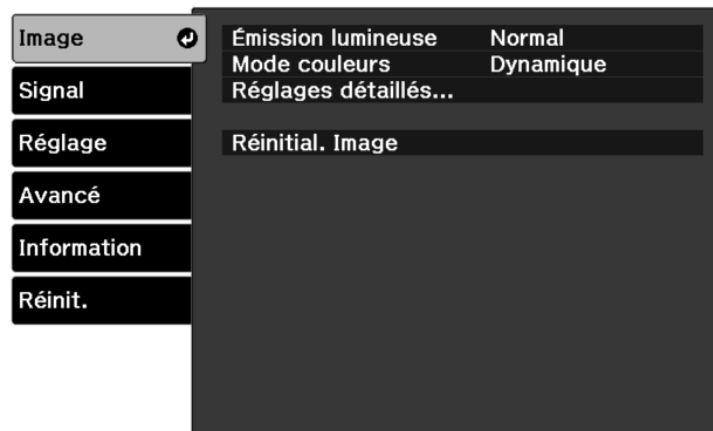 Image
Signal
Réglage
Avancé
Information
Réinit.
Émission lumineuse Normal
Mode couleurs Dynamique
Réglages détaillés...
Réinitial. Image